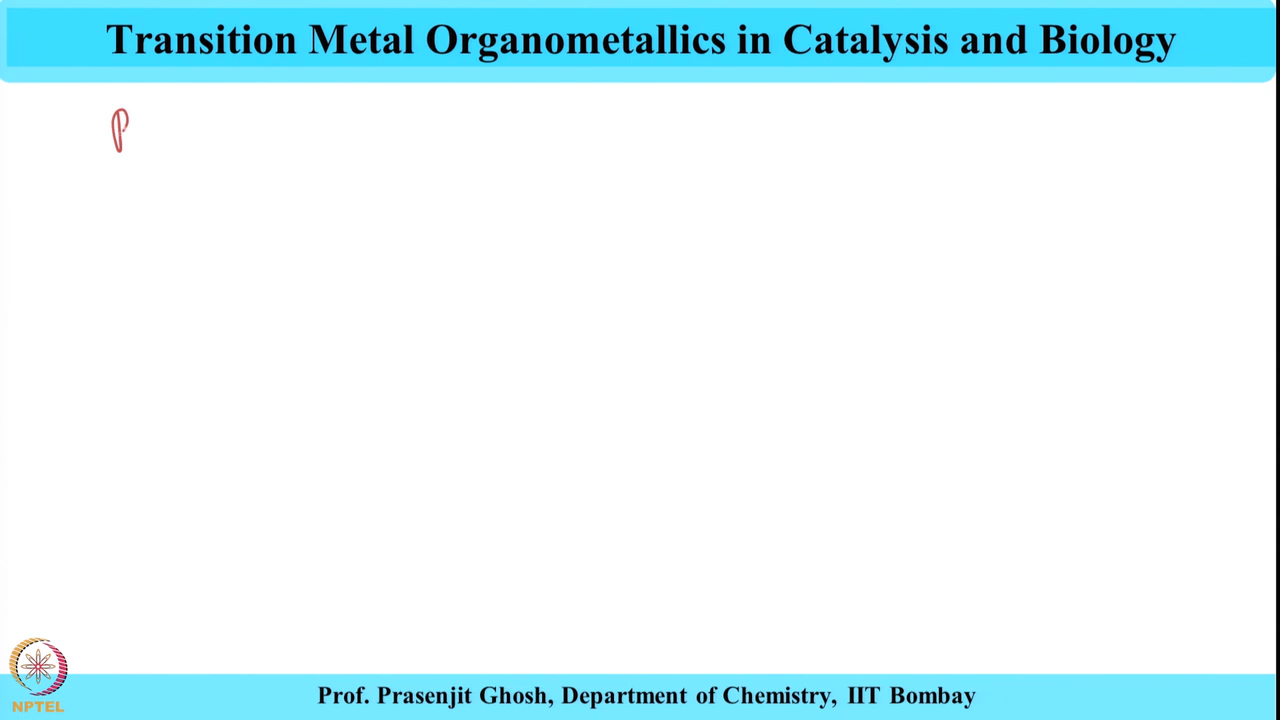 Transition Metal Organometallics in Catalysis and Biology
P
NPTEL
Prof. Prasenjit Ghosh, Department of Chemistry, IIT Bombay